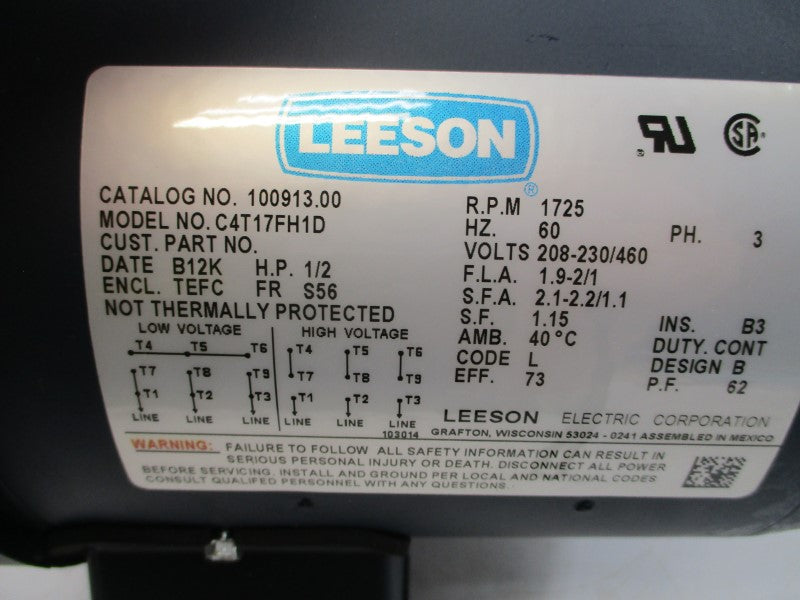 LEESON
®
CATALOG NO. 100913.00
MODEL NO. C4T17FH1D
CUST. PART NO.
DATE B12K H.P. 1/2
ENCL. TEFC FR S56
NOT THERMALLY PROTECTED
R.P.M 1725
HZ. 60 PH. 3
VOLTS 208-230/460
F.L.A. 1.9-2/1
S.F.A. 2.1-2.2/1.1
S.F. 1.15 INS. B3
AMB. 40°C DUTY. CONT
CODE L DESIGN B
EFF. 73 P.F. 62
LOW VOLTAGE HIGH VOLTAGE
T4 T5 T6 T4 T5 T6
T7 T8 T9 T7 T8 T9
T1 T2 T3 T1 T2 T3
LINE LINE LINE LINE LINE LINE
103014
LEESON ELECTRIC CORPORATION
GRAFTON, WISCONSIN 53024 - 0241 ASSEMBLED IN MEXICO
WARNING: FAILURE TO FOLLOW ALL SAFETY INFORMATION CAN RESULT IN
SERIOUS PERSONAL INJURY OR DEATH. DISCONNECT ALL POWER
BEFORE SERVICING. INSTALL AND GROUND PER LOCAL AND NATIONAL CODES
CONSULT QUALIFED PERSONNEL WITH ANY QUESTIONS.